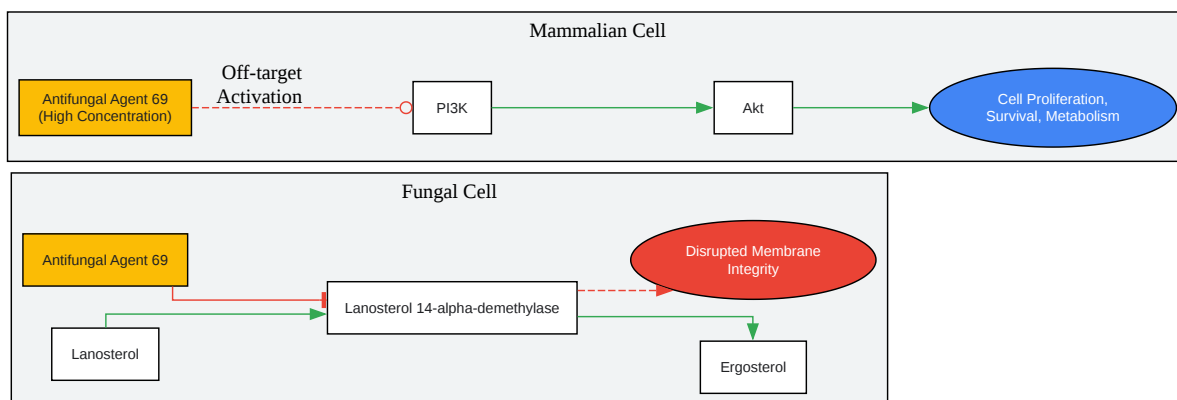 Mammalian Cell
Off-target
Activation
Antifungal Agent 69
(High Concentration)
PI3K
Akt
Cell Proliferation,
Survival, Metabolism
Fungal Cell
Antifungal Agent 69
Disrupted Membrane
Integrity
Lanosterol 14-alpha-demethylase
Lanosterol
Ergosterol